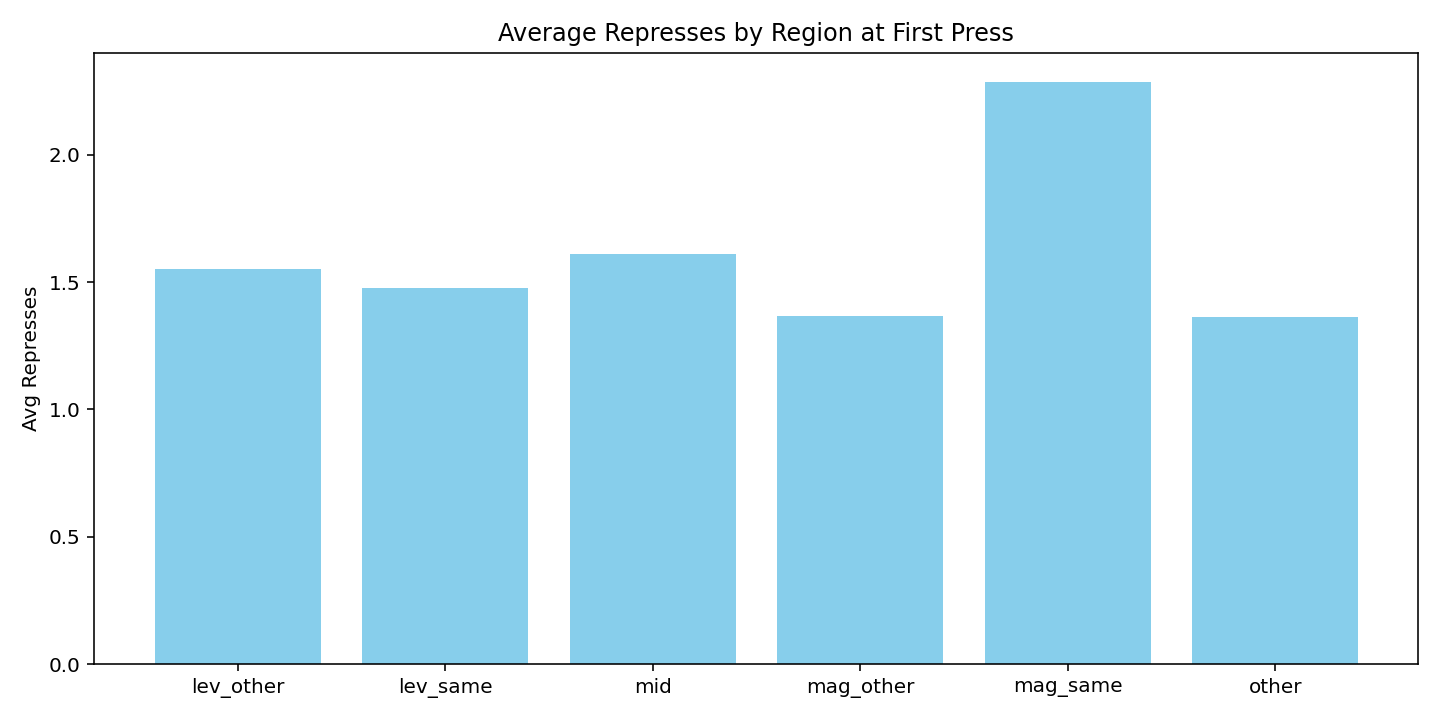 Average Represses by Region at First Press
Avg Represses
2.0
1.5
1.0
0.5
0.0
lev_other lev_same mid mag_other mag_same other